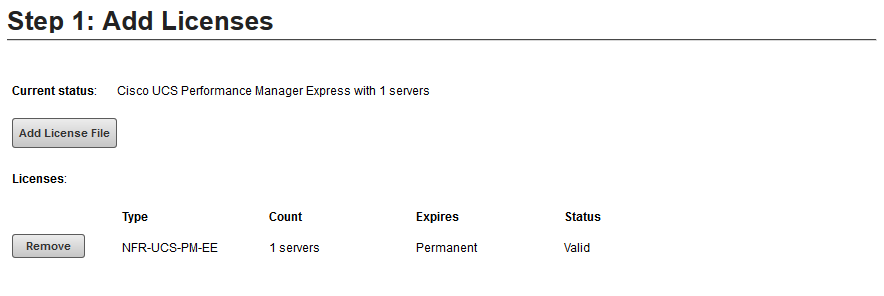 Step 1: Add Licenses
Current status: Cisco UCS Performance Manager Express with 1 servers
Add License File
Licenses:
Type Count Expires Status
Remove NFR-UCS-PM-EE 1 servers Permanent Valid